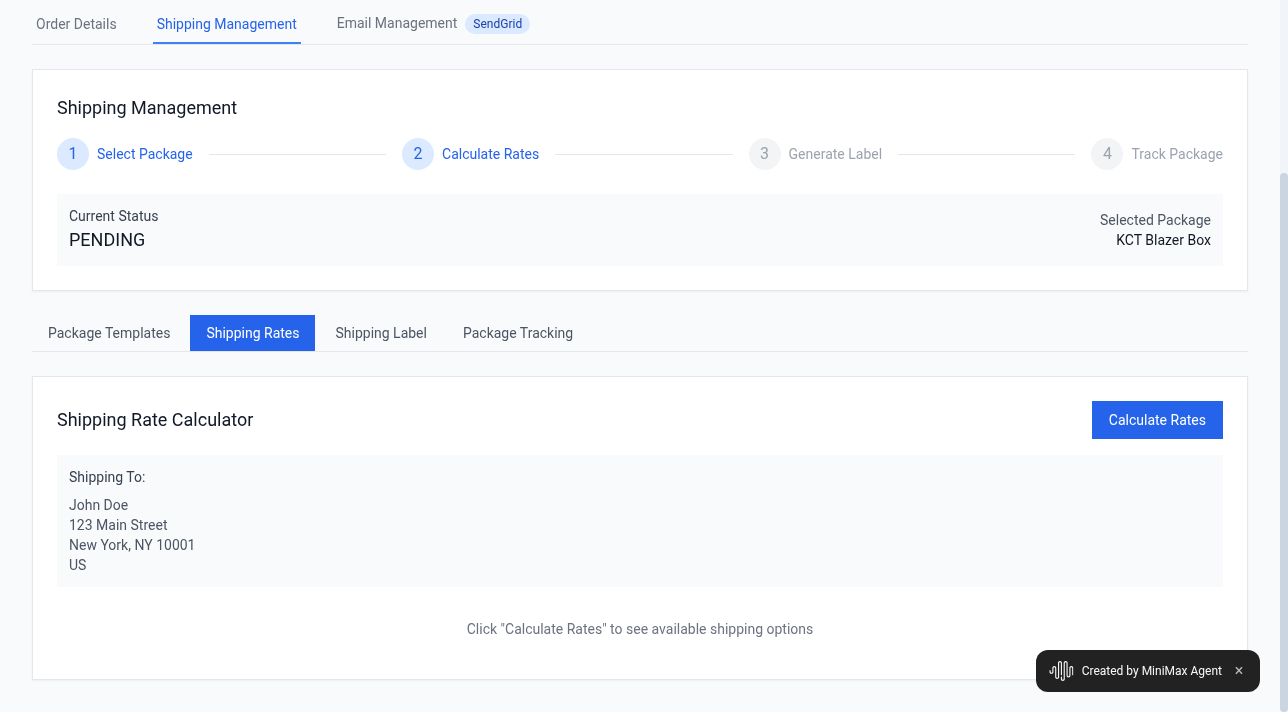 Order Details
Shipping Management
Email Management
SendGrid
Shipping Management
1 Select Package
2 Calculate Rates
3 Generate Label
4 Track Package
Current Status
PENDING
Selected Package
KCT Blazer Box
Package Templates
Shipping Rates
Shipping Label
Package Tracking
Shipping Rate Calculator
Calculate Rates
Shipping To:
John Doe
123 Main Street
New York, NY 10001
US
Click "Calculate Rates" to see available shipping options
Created by MiniMax Agent ×